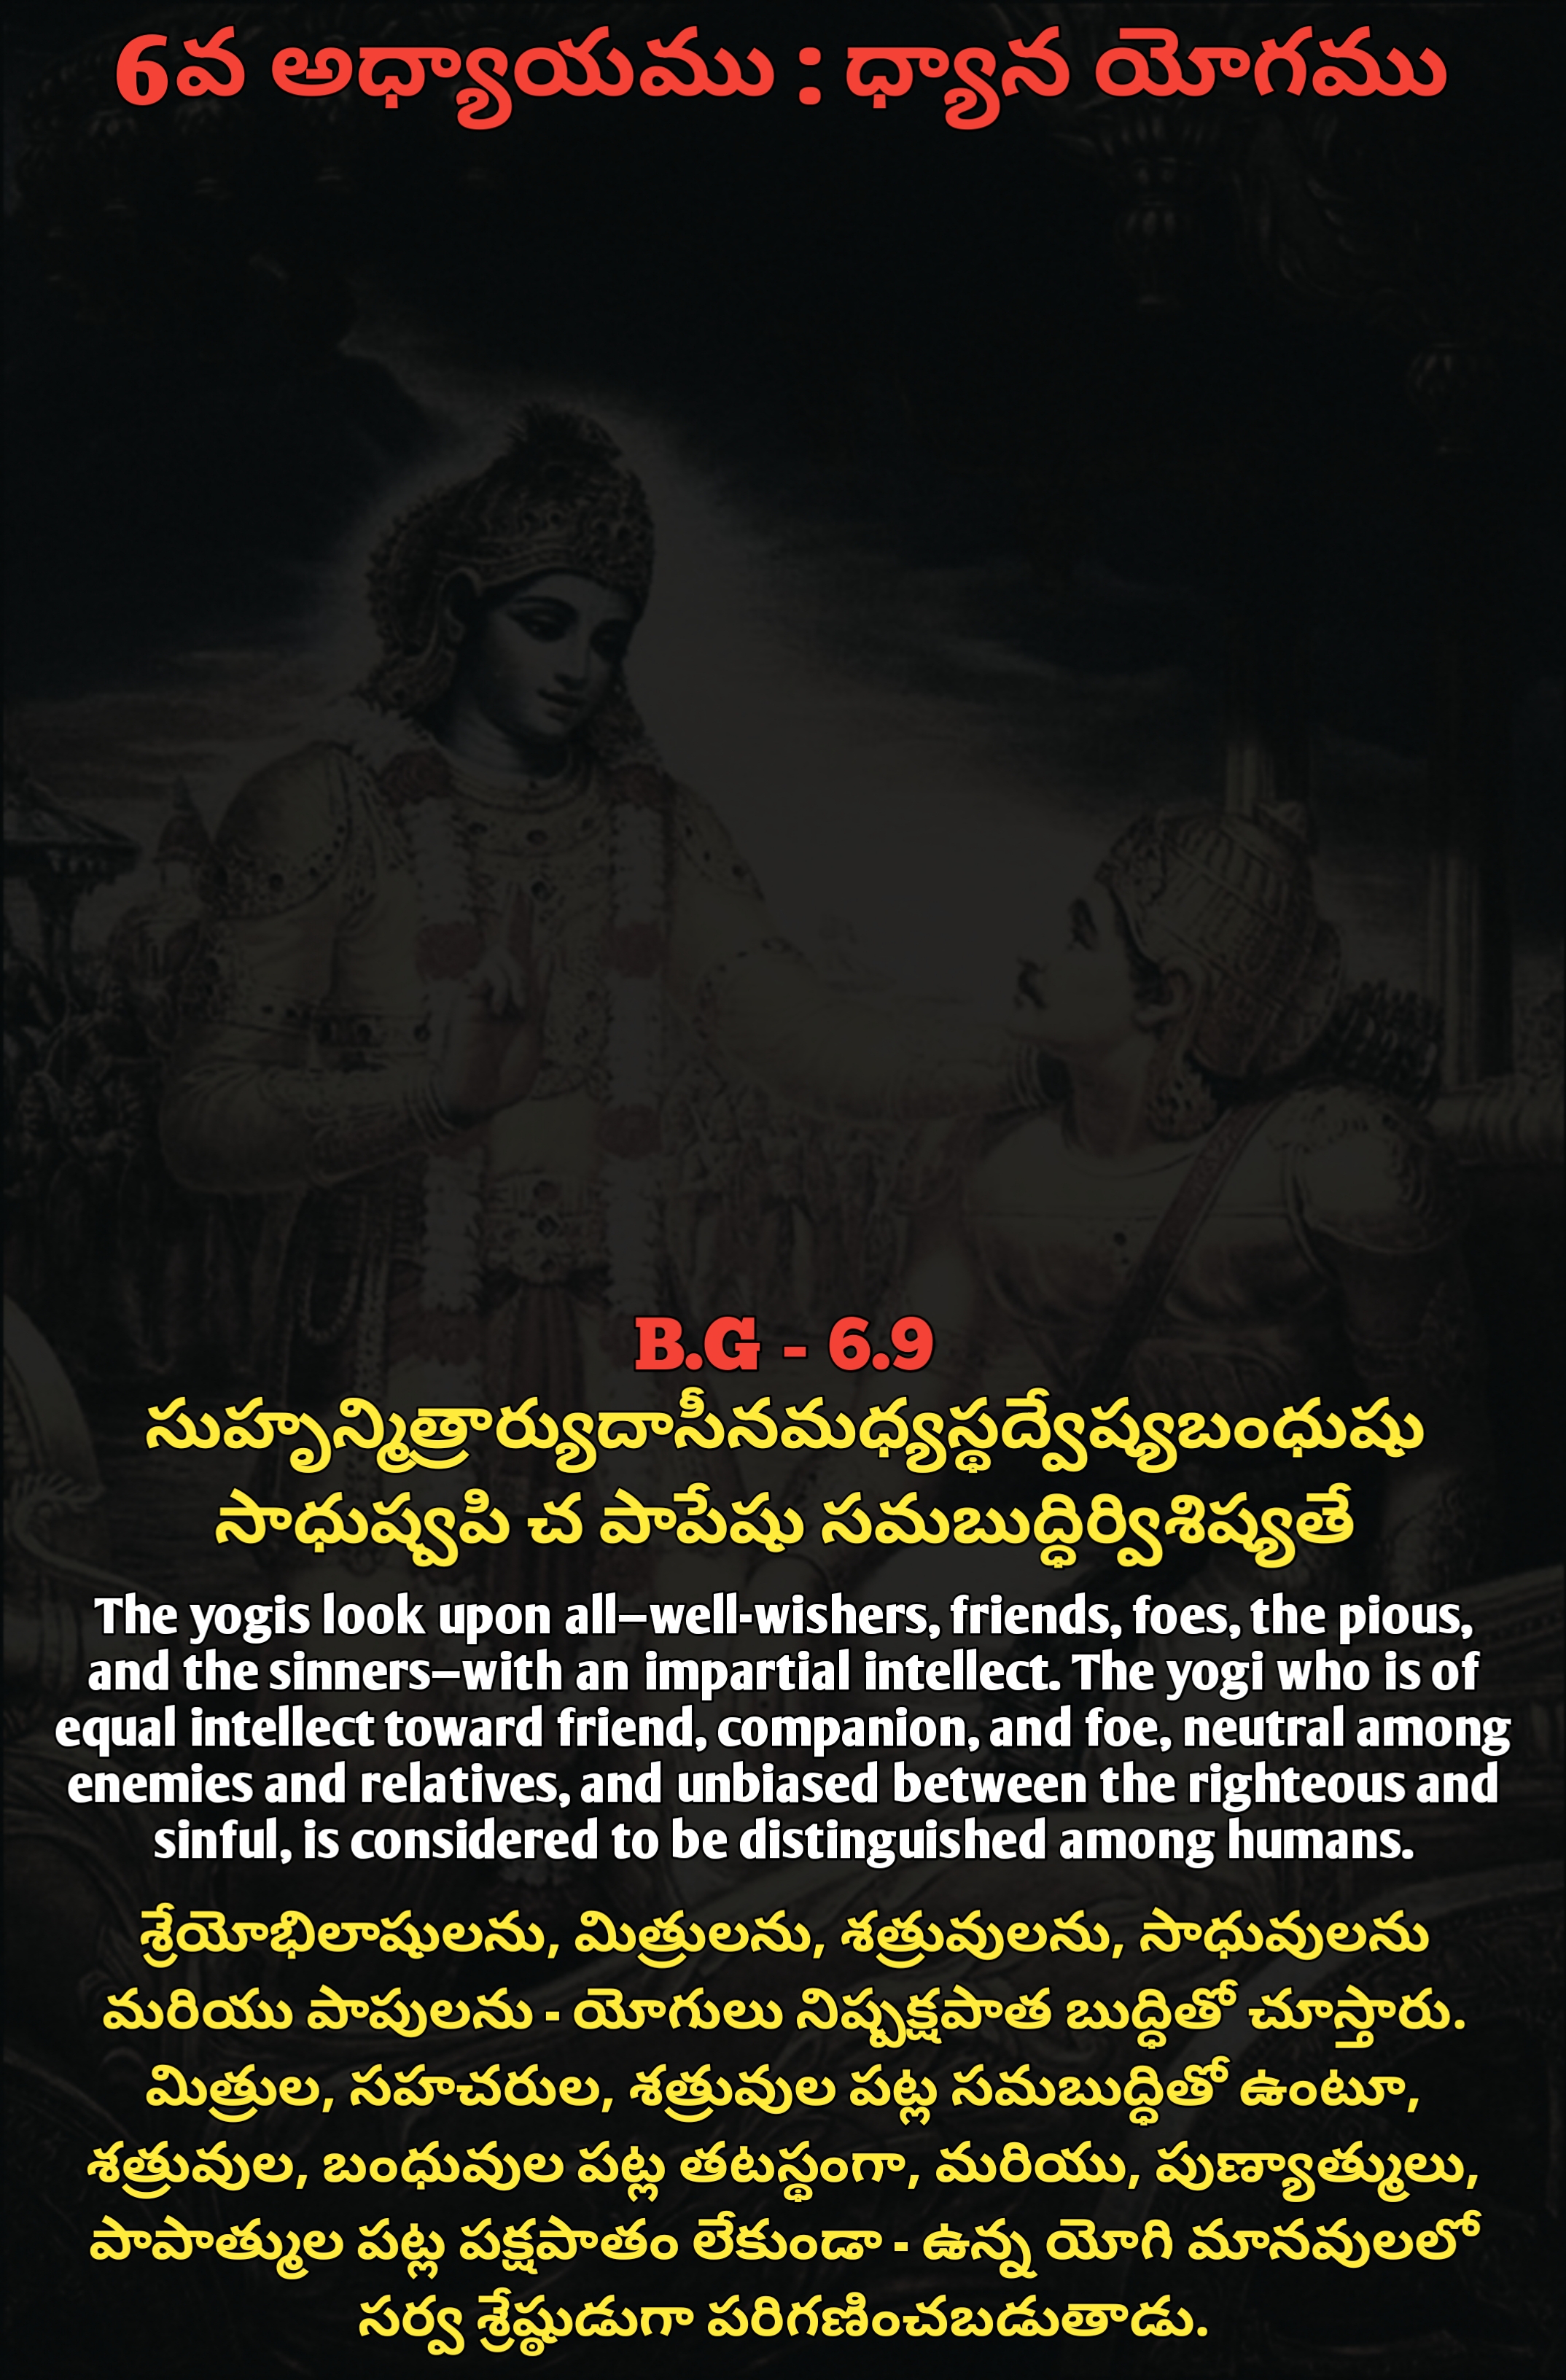 6వ అధ్యాయము : ధ్యాన యోగము
B.G - 6.9
సుహృన్మిత్రార్యుదాసీనమధ్యస్థద్వేష్యబంధుషు
సాధుష్వపి చ పాపేషు సమబుద్ధిర్విశిష్యతే
The yogis look upon all—well-wishers, friends, foes, the pious,
and the sinners—with an impartial intellect. The yogi who is of
equal intellect toward friend, companion, and foe, neutral among
enemies and relatives, and unbiased between the righteous and
sinful, is considered to be distinguished among humans.
శ్రేయోభిలాషులను, మిత్రులను, శత్రువులను, సాధువులను
మరియు పాపులను - యోగులు నిష్పక్షపాత బుద్ధితో చూస్తారు.
మిత్రుల, సహచరుల, శత్రువుల పట్ల సమబుద్ధితో ఉంటూ,
శత్రువుల, బంధువుల పట్ల తటస్థంగా, మరియు, పుణ్యాత్ములు,
పాపాత్ముల పట్ల పక్షపాతం లేకుండా - ఉన్న యోగి మానవులలో
సర్వ శ్రేష్ఠుడుగా పరిగణించబడుతాడు.